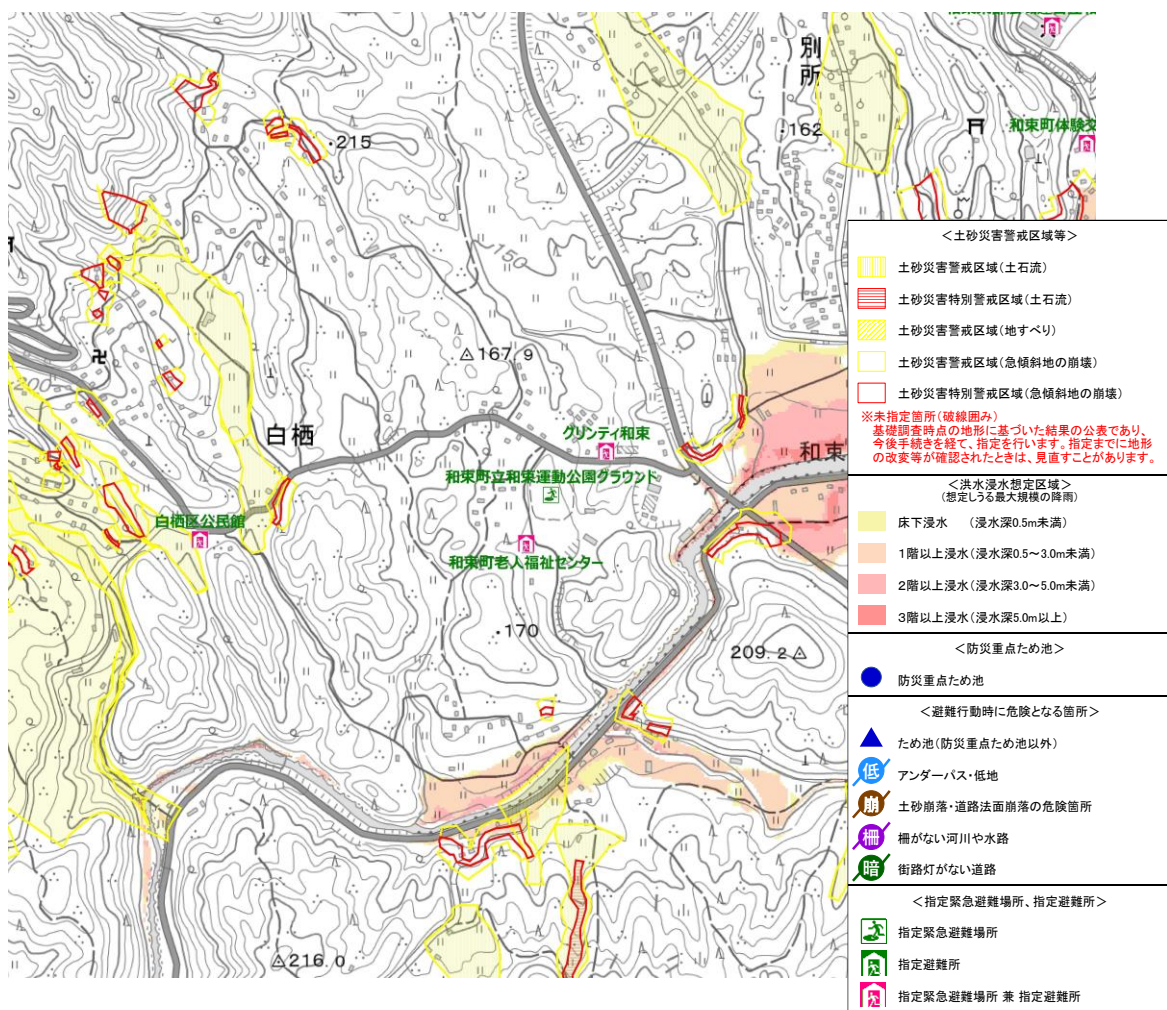 別所
・162
和束町体験交
・215
150
△167.9
200
白栖
グリンティ和束
和束
和束町立和束運動公園グラウンド
白栖区公民館
和束町老人福祉センター
・170
209.2△
△216.0
＜土砂災害警戒区域等＞
土砂災害警戒区域（土石流）
土砂災害特別警戒区域（土石流）
土砂災害警戒区域（地すべり）
土砂災害警戒区域（急傾斜地の崩壊）
土砂災害特別警戒区域（急傾斜地の崩壊）
※未指定箇所（破線囲み）
基礎調査時点の地形に基づいた結果の公表であり、
今後手続きを経て、指定を行います。指定までに地形
の改変等が確認されたときは、見直すことがあります。
＜洪水浸水想定区域＞
（想定しうる最大規模の降雨）
床下浸水　（浸水深0.5m未満）
1階以上浸水（浸水深0.5～3.0m未満）
2階以上浸水（浸水深3.0～5.0m未満）
3階以上浸水（浸水深5.0m以上）
＜防災重点ため池＞
防災重点ため池
＜避難行動時に危険となる箇所＞
ため池（防災重点ため池以外）
低 アンダーパス・低地
崩 土砂崩落・道路法面崩落の危険箇所
柵 柵がない河川や水路
暗 街路灯がない道路
＜指定緊急避難場所、指定避難所＞
指定緊急避難場所
指定避難所
指定緊急避難場所 兼 指定避難所